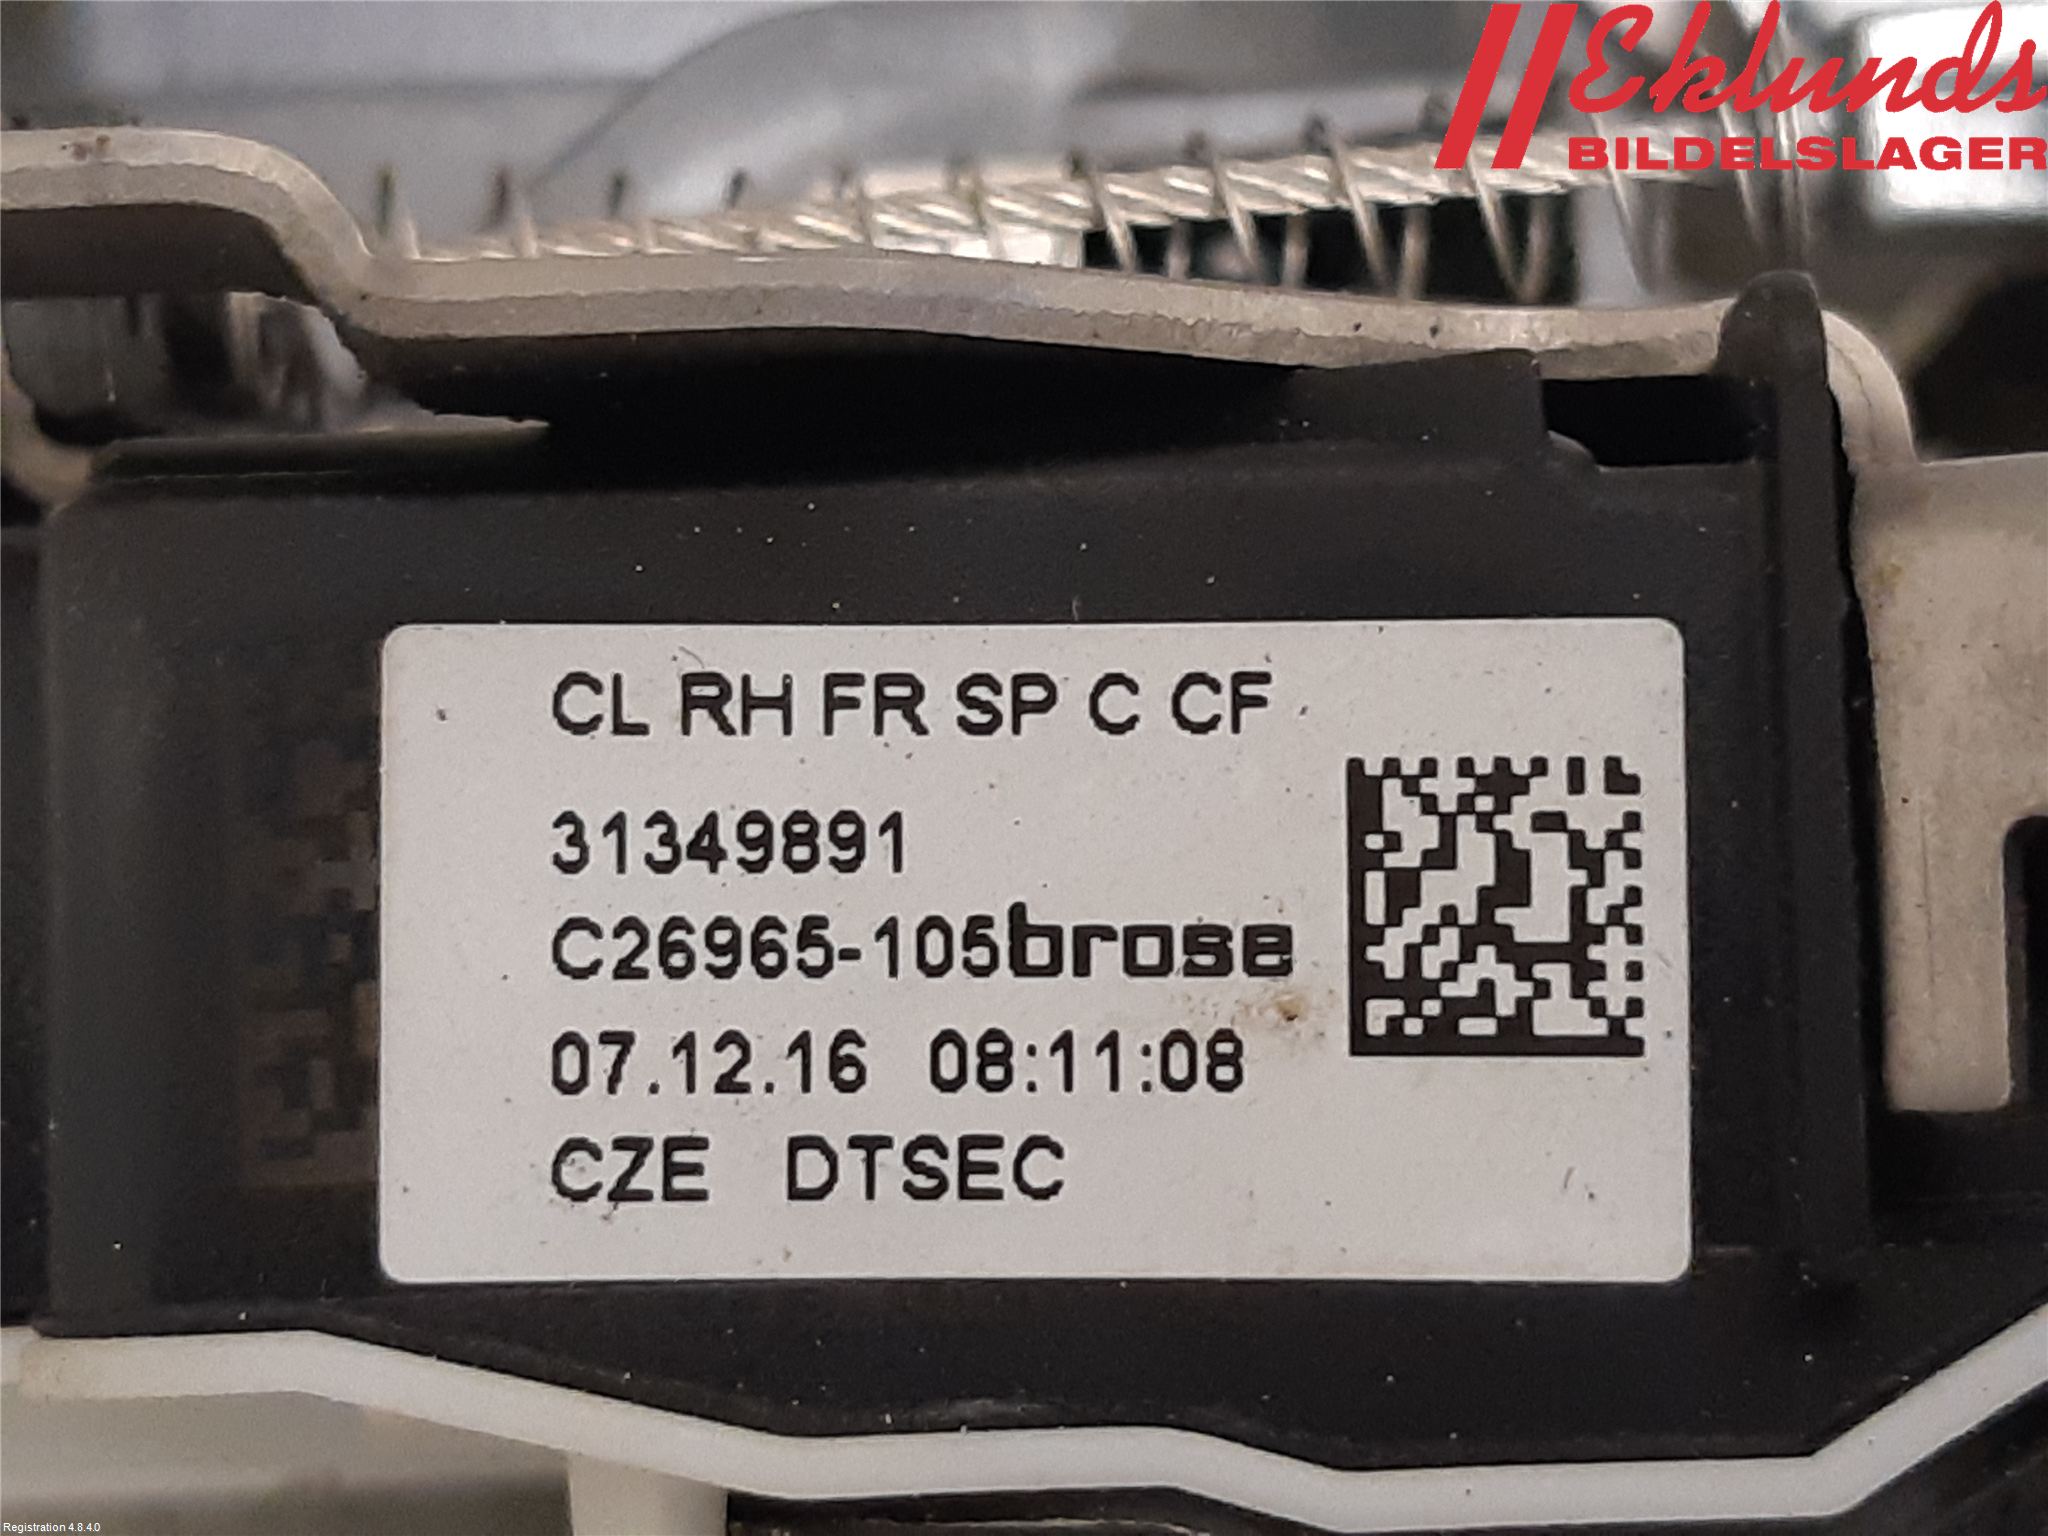 Eklunds
BILDELSLAGER
CL RH FR SP C CF
31349891
C26965-105brose
07.12.16 08:11:08
CZE DTSEC
Registration 4.8.4.0